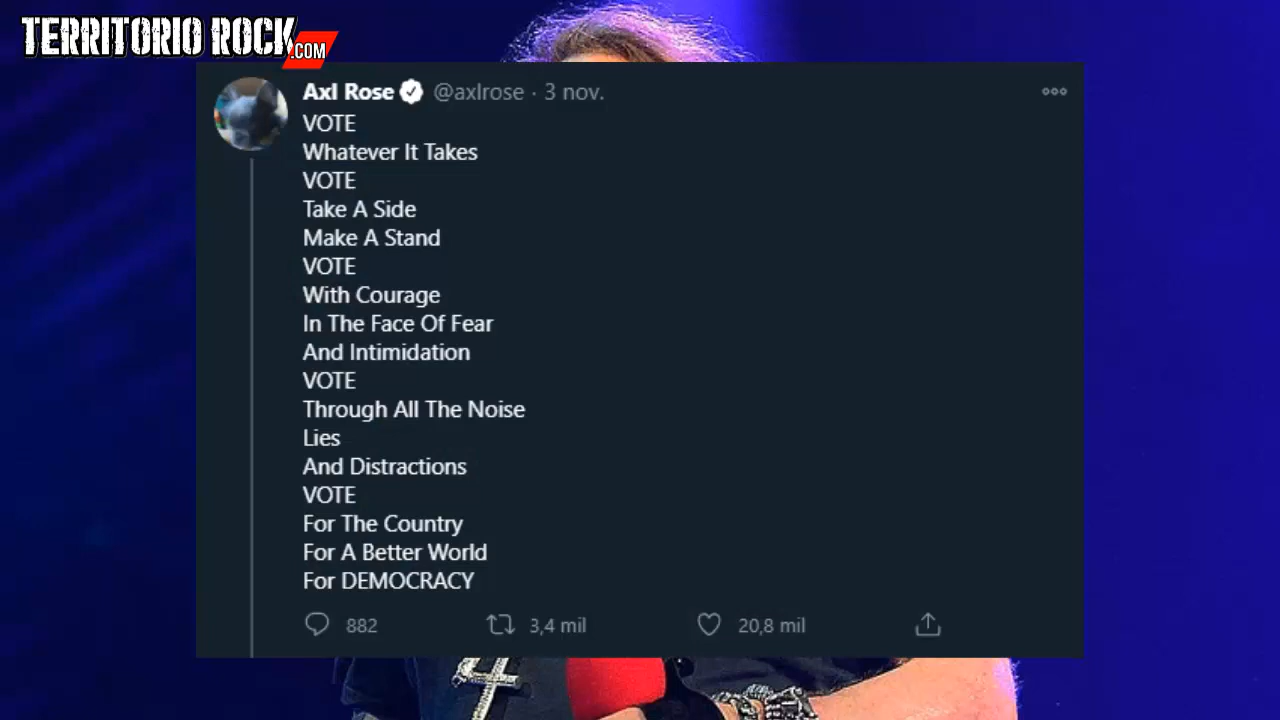 TERRITORIO ROCK.COM
Axl Rose @axlrose · 3 nov.
VOTE
Whatever It Takes
VOTE
Take A Side
Make A Stand
VOTE
With Courage
In The Face Of Fear
And Intimidation
VOTE
Through All The Noise
Lies
And Distractions
VOTE
For The Country
For A Better World
For DEMOCRACY
882 3,4 mil 20,8 mil